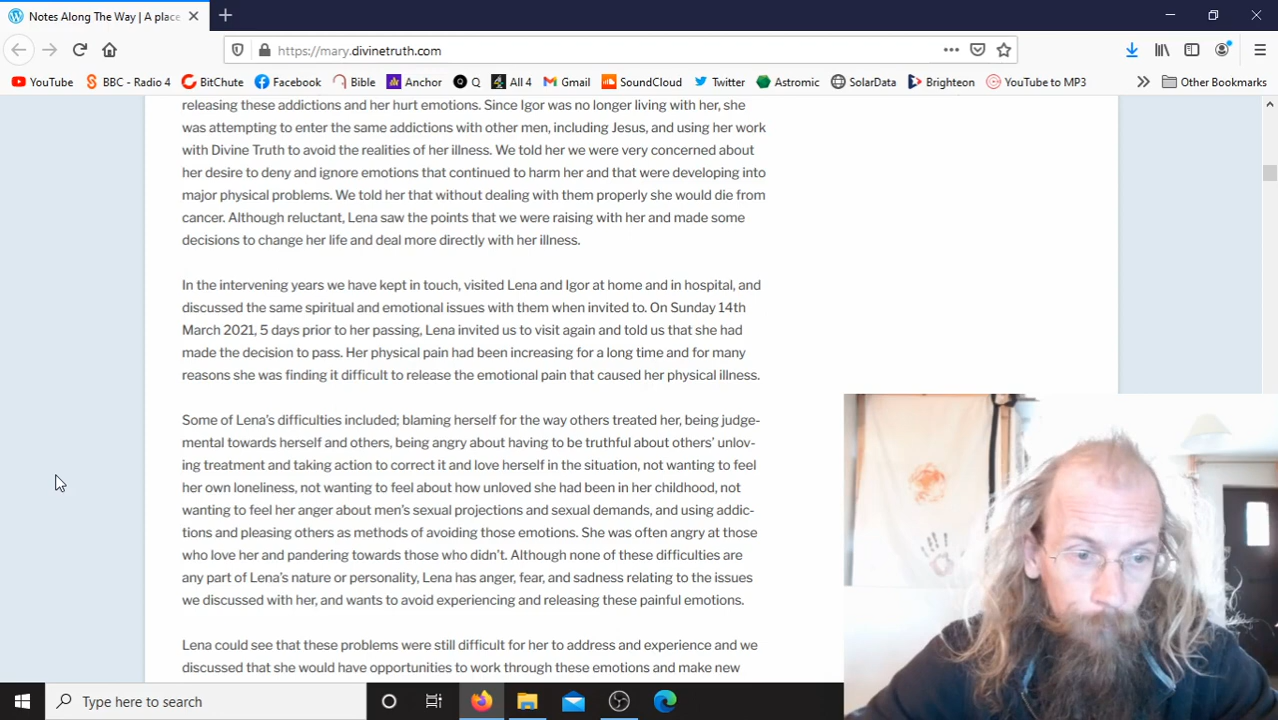 Notes Along The Way | A place
https://mary.divinetruth.com
YouTube BBC - Radio 4 BitChute Facebook Bible Anchor Q All 4 Gmail SoundCloud Twitter Astromic SolarData Brighteon YouTube to MP3 Other Bookmarks
releasing these addictions and her hurt emotions. Since Igor was no longer living with her, she
was attempting to enter the same addictions with other men, including Jesus, and using her work
with Divine Truth to avoid the realities of her illness. We told her we were very concerned about
her desire to deny and ignore emotions that continued to harm her and that were developing into
major physical problems. We told her that without dealing with them properly she would die from
cancer. Although reluctant, Lena saw the points that we were raising with her and made some
decisions to change her life and deal more directly with her illness.
In the intervening years we have kept in touch, visited Lena and Igor at home and in hospital, and
discussed the same spiritual and emotional issues with them when invited to. On Sunday 14th
March 2021, 5 days prior to her passing, Lena invited us to visit again and told us that she had
made the decision to pass. Her physical pain had been increasing for a long time and for many
reasons she was finding it difficult to release the emotional pain that caused her physical illness.
Some of Lena's difficulties included; blaming herself for the way others treated her, being judge-
mental towards herself and others, being angry about having to be truthful about others' unlov-
ing treatment and taking action to correct it and love herself in the situation, not wanting to feel
her own loneliness, not wanting to feel about how unloved she had been in her childhood, not
wanting to feel her anger about men's sexual projections and sexual demands, and using addic-
tions and pleasing others as methods of avoiding those emotions. She was often angry at those
who love her and pandering towards those who didn't. Although none of these difficulties are
any part of Lena's nature or personality, Lena has anger, fear, and sadness relating to the issues
we discussed with her, and wants to avoid experiencing and releasing these painful emotions.
Lena could see that these problems were still difficult for her to address and experience and we
discussed that she would have opportunities to work through these emotions and make new
Type here to search